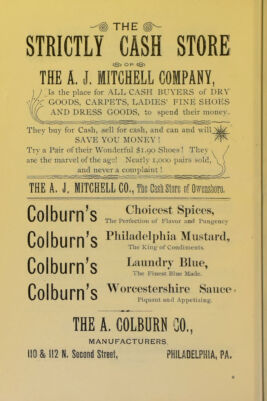 THE
STRICTLY CASH STORE
OF
THE A. J. MITCHELL COMPANY,
Is the place for ALL CASH BUYERS of DRY
GOODS, CARPETS, LADIES' FINE SHOES
AND DRESS GOODS, to spend their money.
They buy for Cash, sell for cash, and can and will
SAVE YOU MONEY!
Try a Pair of their Wonderful $1.90 Shoes! They
are the marvel of the age! Nearly 1,000 pairs sold,
and never a complaint!
THE A. J. MITCHELL CO., The Cash Store of Owensboro.
Colburn's Choicest Spices,
The Perfection of Flavor and Pungency
Colburn's Philadelphia Mustard,
The King of Condiments
Colburn's Laundry Blue,
The Finest Blue Made.
Colburn's Worcestershire Sauce
Piquant and Appetizing.
THE A. COLBURN CO.,
MANUFACTURERS.
110 & 112 N. Second Street, PHILADELPHIA, PA.